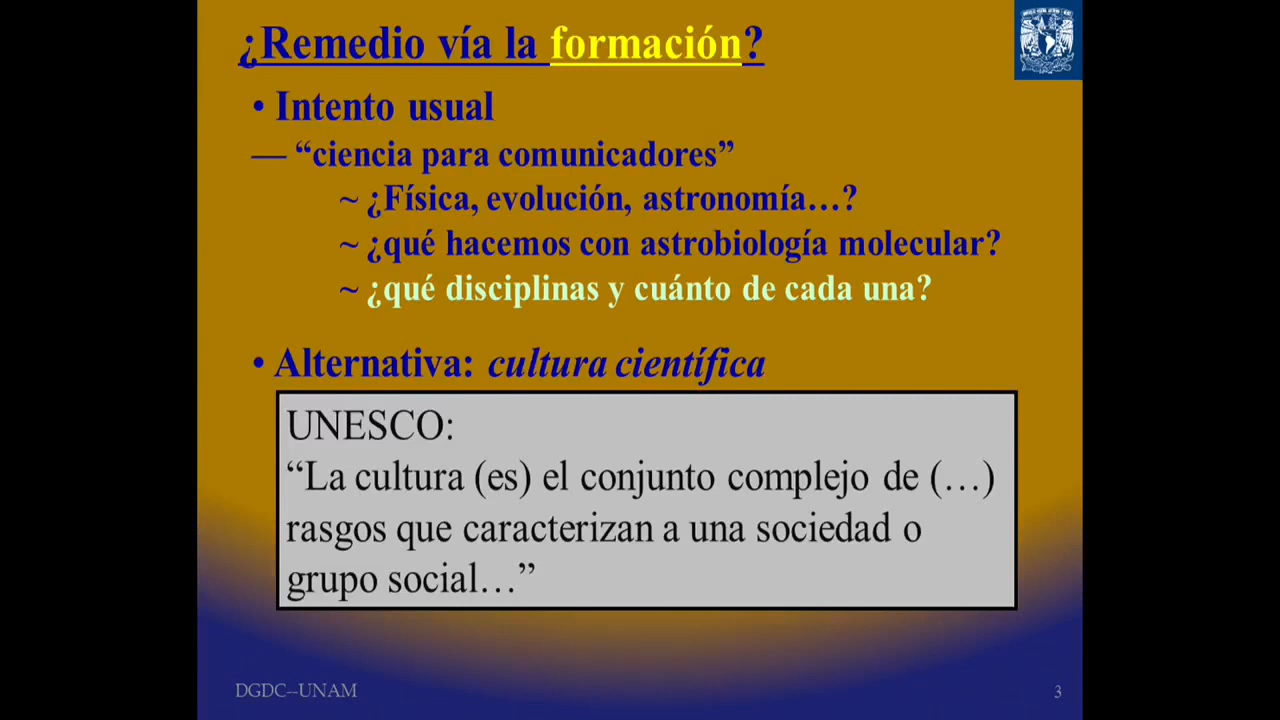 ¿Remedio vía la formación?
• Intento usual
— “ciencia para comunicadores”
~ ¿Física, evolución, astronomía…?
~ ¿qué hacemos con astrobiología molecular?
~ ¿qué disciplinas y cuánto de cada una?
• Alternativa: cultura científica
UNESCO:
“La cultura (es) el conjunto complejo de (…)
rasgos que caracterizan a una sociedad o
grupo social…”
DGDC--UNAM
3